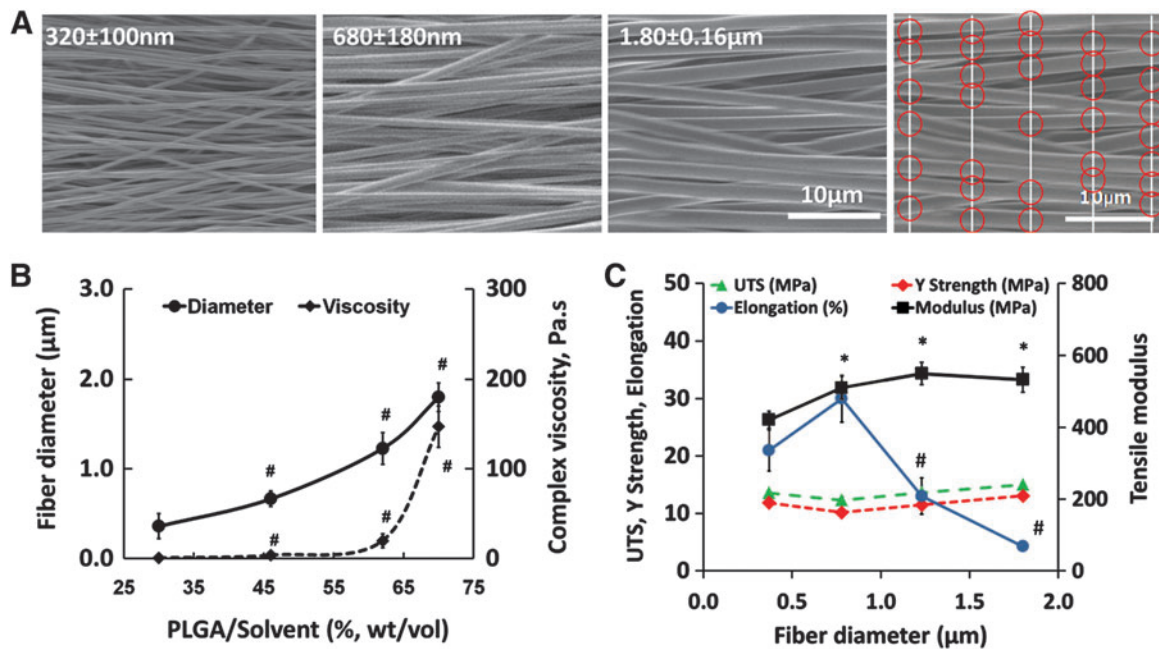 A
320±100nm
680±180nm
1.80±0.16μm
10μm
10μm
B
3.0
2.0
1.0
0.0
Fiber diameter (μm)
Diameter
Viscosity
#
#
#
#
#
#
300
200
100
0
Complex viscosity, Pa.s
25 35 45 55 65 75
PLGA/Solvent (%, wt/vol)
C
50
40
30
20
10
0
UTS, Y Strength, Elongation
UTS (MPa)
Y Strength (MPa)
Elongation (%)
Modulus (MPa)
*
*
*
#
#
800
600
400
200
0
Tensile modulus
0.0 0.5 1.0 1.5 2.0
Fiber diameter (μm)